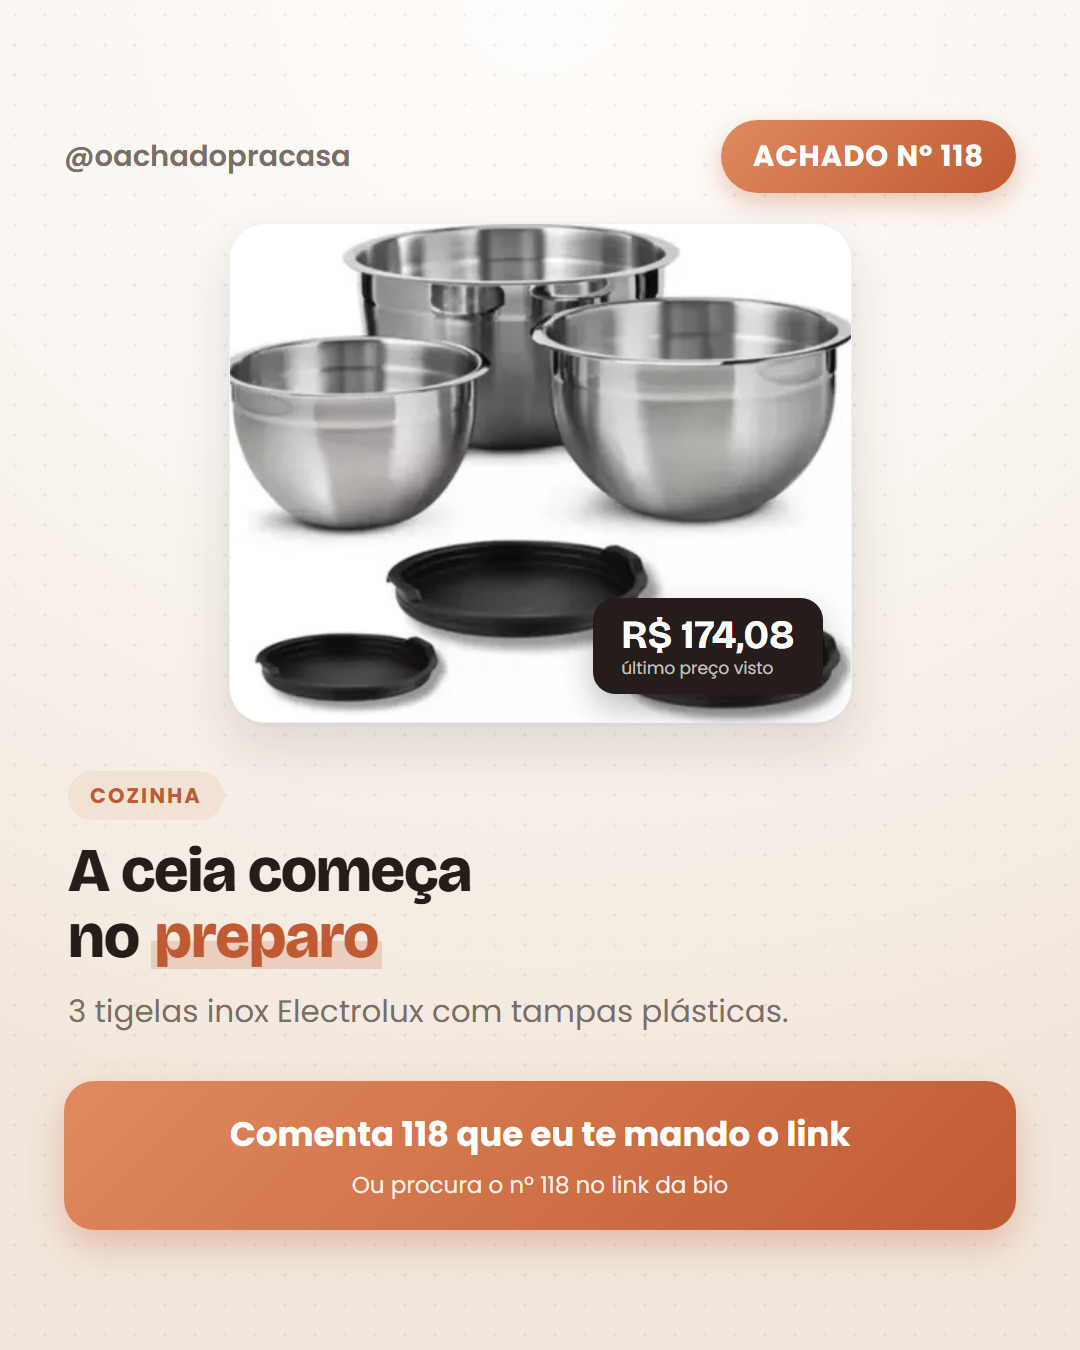 @oachadopracasa
ACHADO Nº 118
R$ 174,08
último preço visto
COZINHA
A ceia começa
no preparo
3 tigelas inox Electrolux com tampas plásticas.
Comenta 118 que eu te mando o link
Ou procura o nº 118 no link da bio